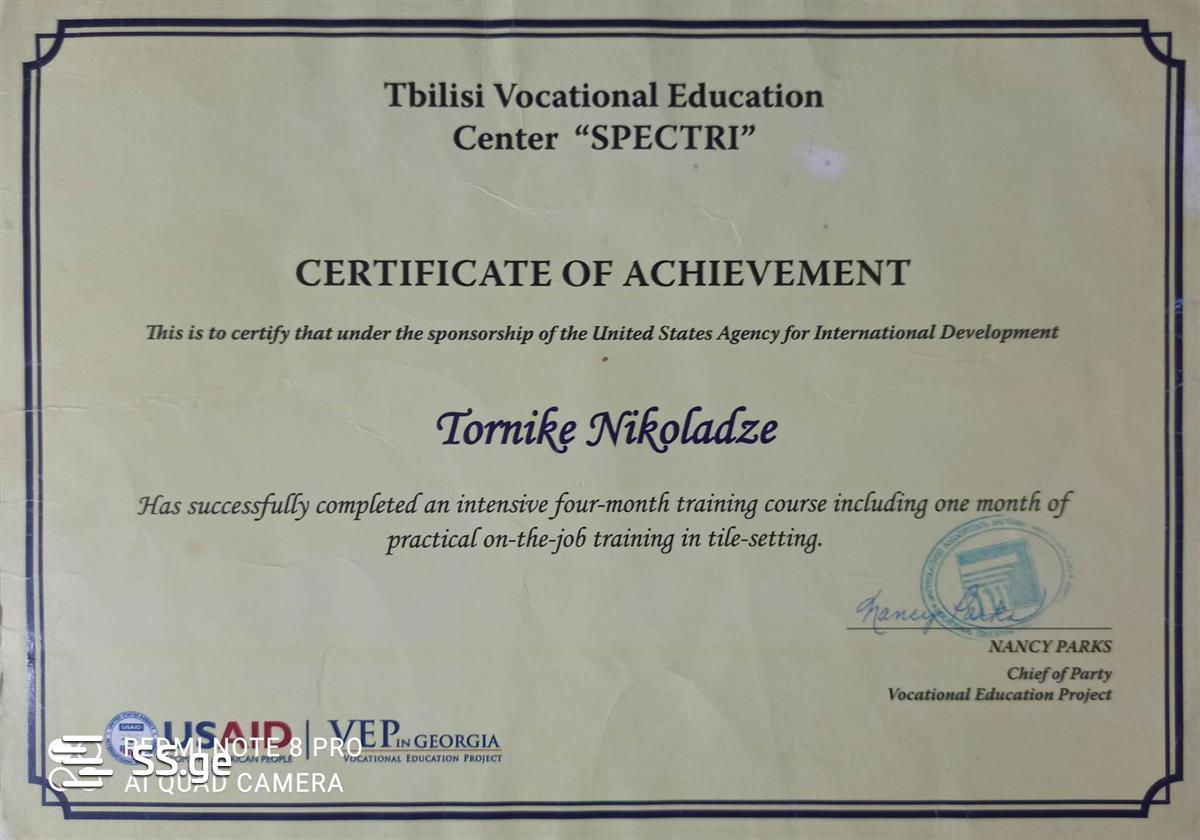 Tbilisi Vocational Education
Center “SPECTRI”
CERTIFICATE OF ACHIEVEMENT
This is to certify that under the sponsorship of the United States Agency for International Development
Tornike Nikoladze
Has successfully completed an intensive four-month training course including one month of
practical on-the-job training in tile-setting.
Nancy Parks
NANCY PARKS
Chief of Party
Vocational Education Project
USAID
USAID | VEP IN GEORGIA
VOCATIONAL EDUCATION PROJECT
REDMI NOTE 8 PRO
ss.ge
AI QUAD CAMERA